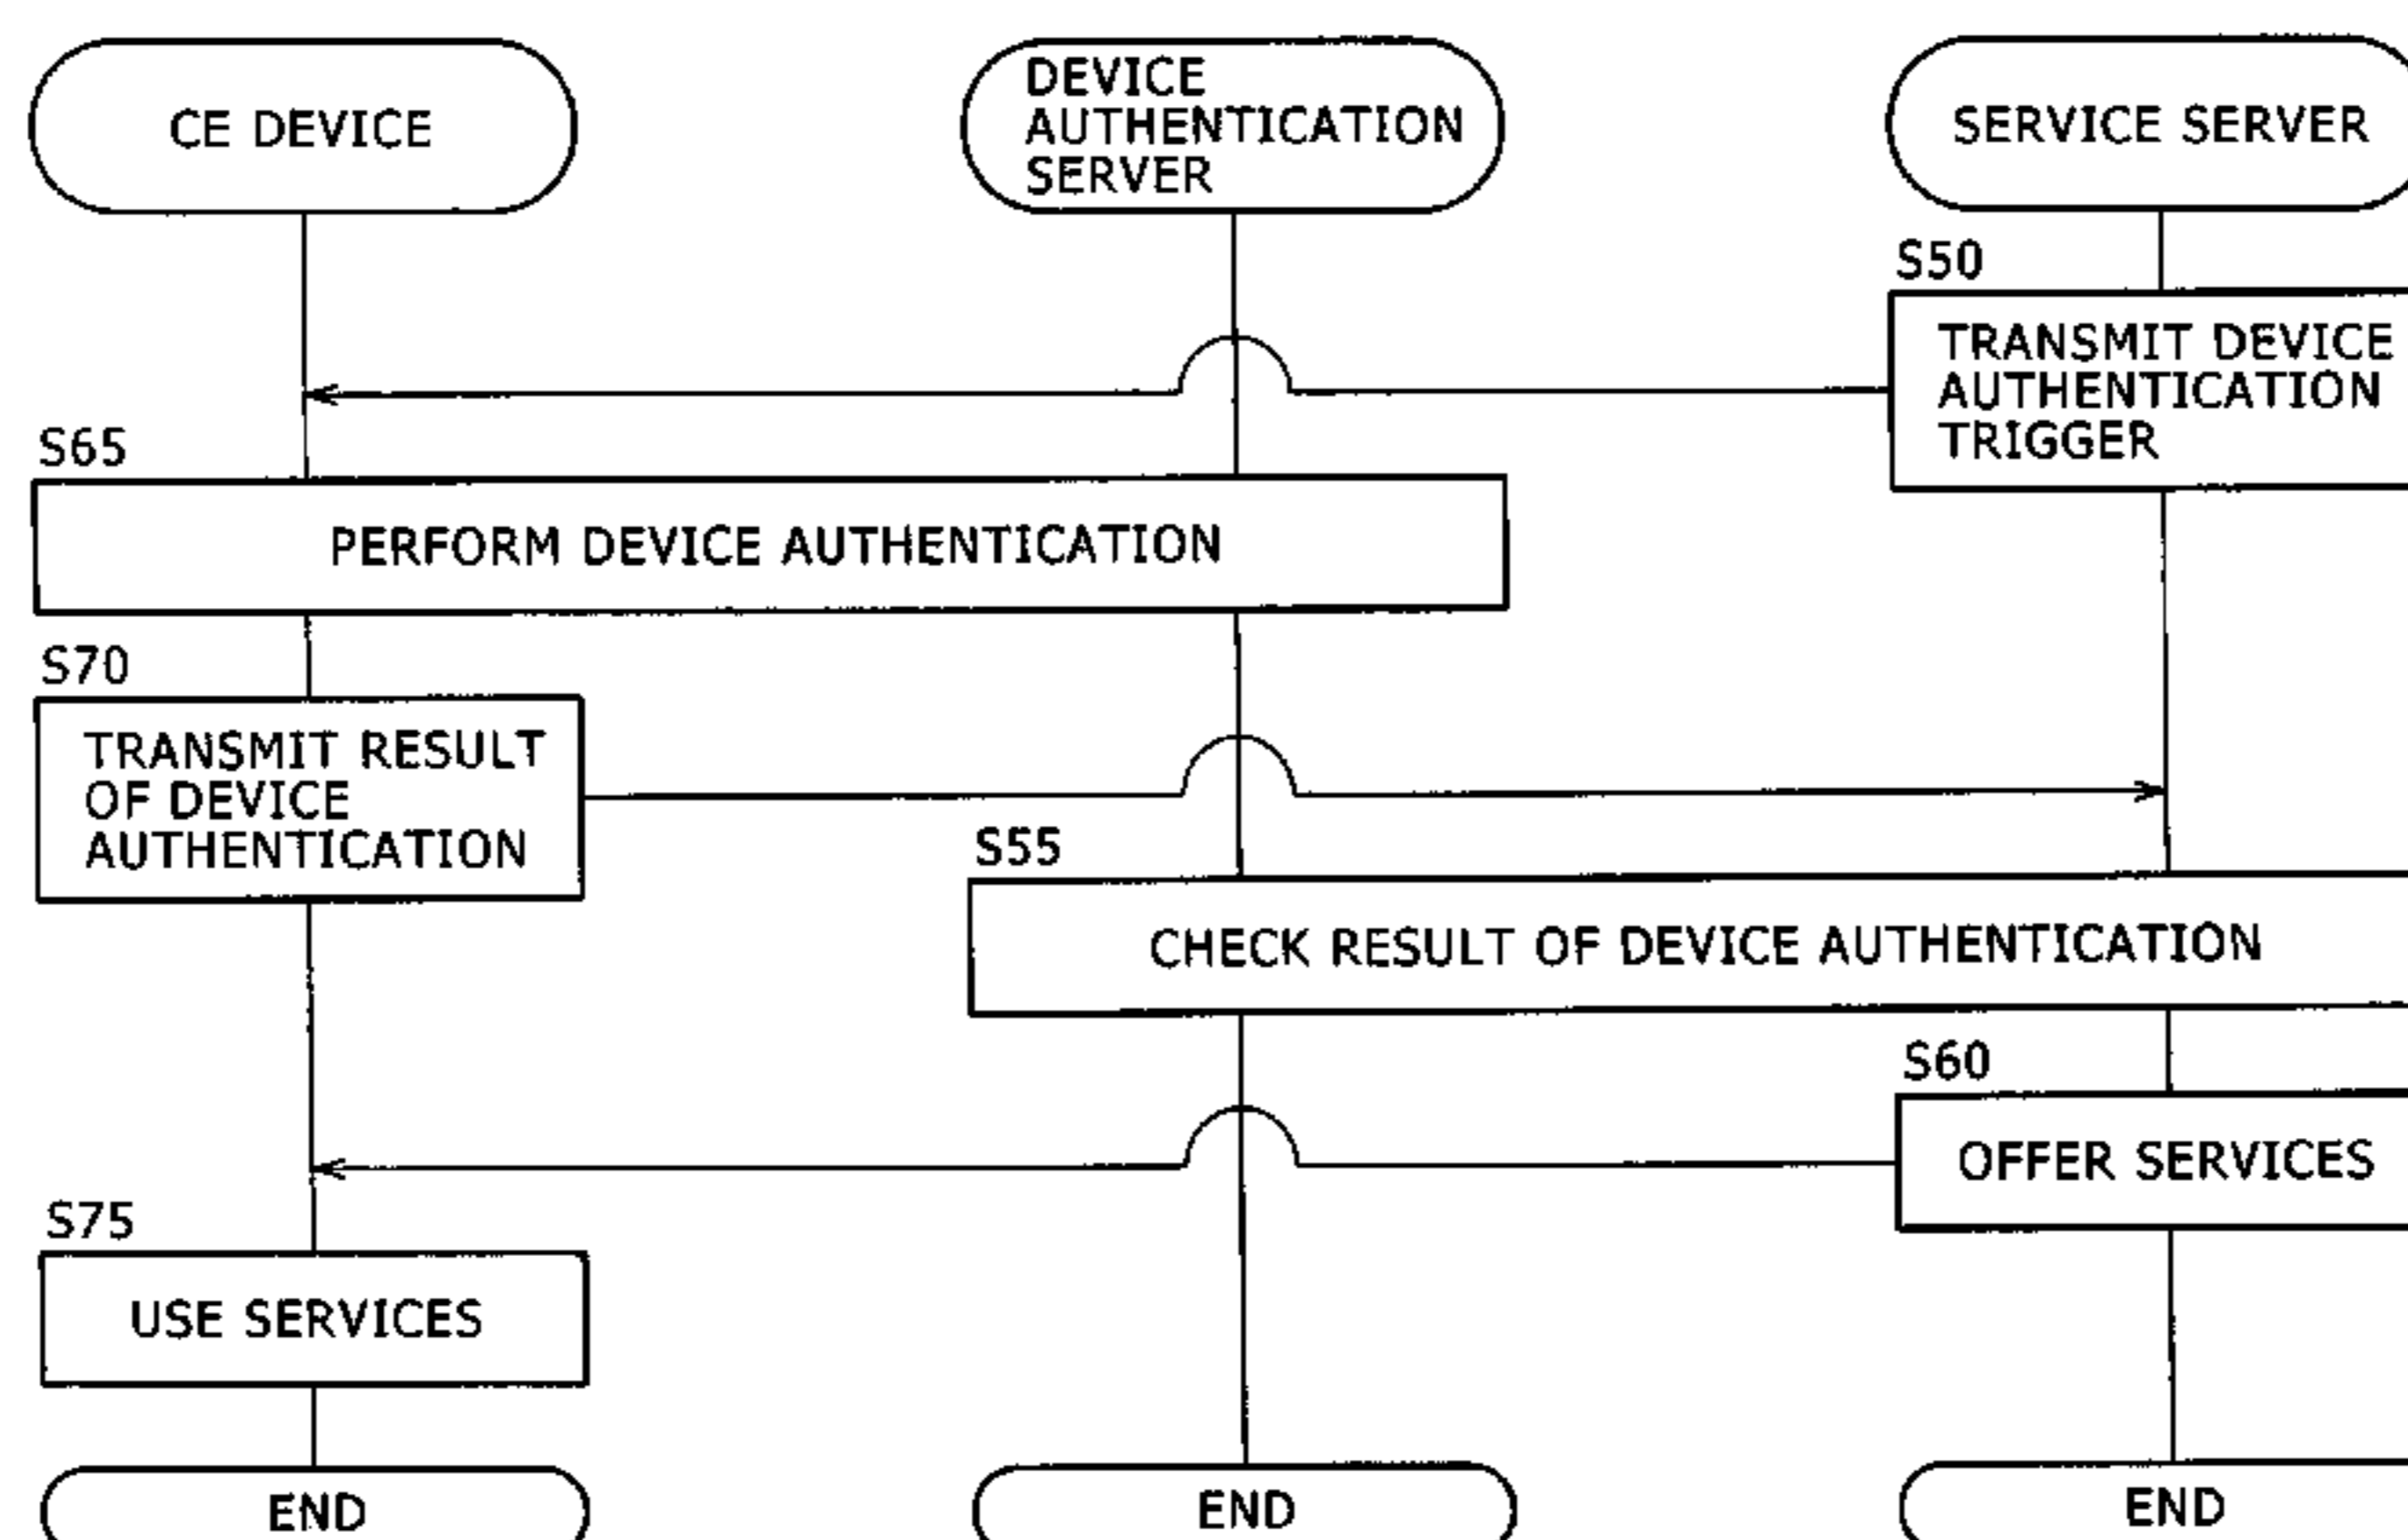 CE DEVICE
DEVICE
AUTHENTICATION
SERVER
SERVICE SERVER
S50
TRANSMIT DEVICE
AUTHENTICATION
TRIGGER
S65
PERFORM DEVICE AUTHENTICATION
S70
TRANSMIT RESULT
OF DEVICE
AUTHENTICATION
S55
CHECK RESULT OF DEVICE AUTHENTICATION
S60
OFFER SERVICES
S75
USE SERVICES
END
END
END